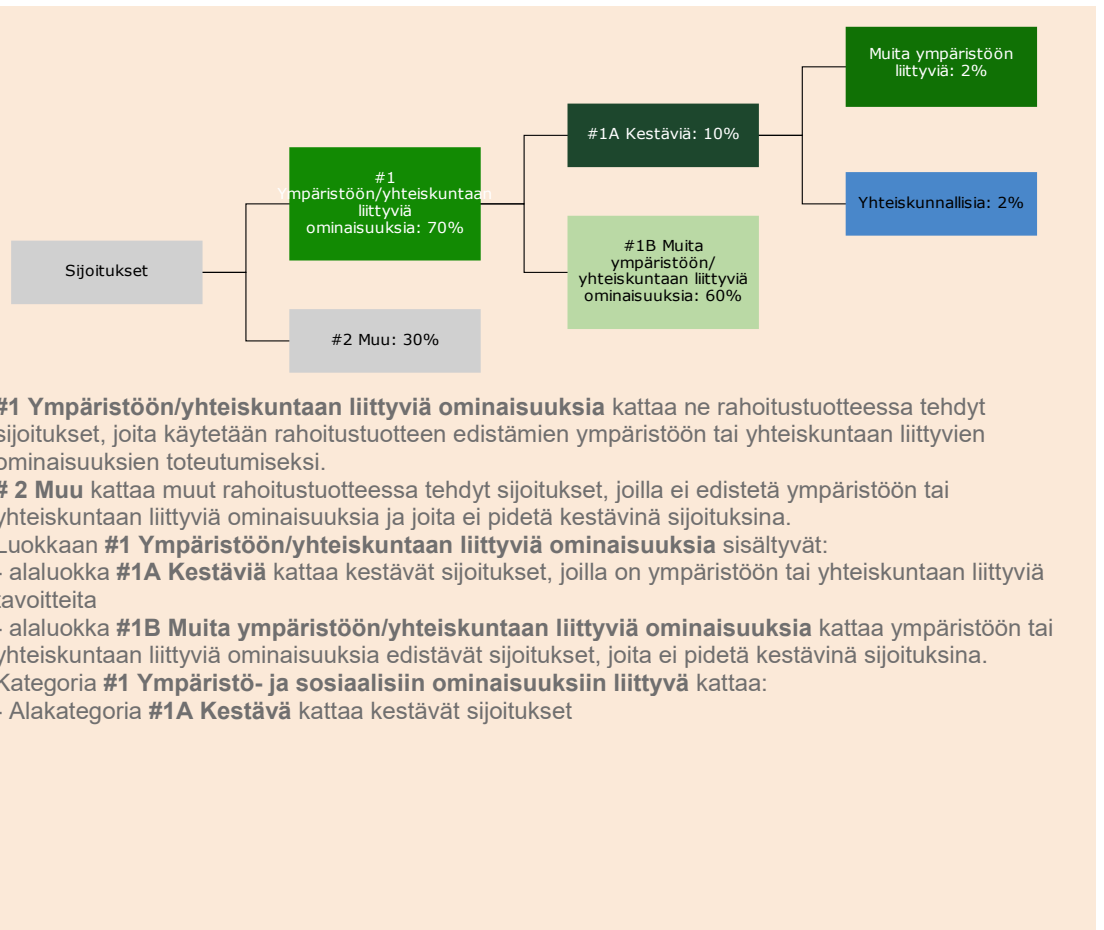 Muita ympäristöön
liittyviä: 2%
#1A Kestäviä: 10%
#1
Ympäristöön/yhteiskuntaan
liittyviä
ominaisuuksia: 70%
Yhteiskunnallisia: 2%
#1B Muita
ympäristöön/
yhteiskuntaan liittyviä
ominaisuuksia: 60%
Sijoitukset
#2 Muu: 30%
#1 Ympäristöön/yhteiskuntaan liittyviä ominaisuuksia kattaa ne rahoitustuotteessa tehdyt
sijoitukset, joita käytetään rahoitustuotteen edistämien ympäristöön tai yhteiskuntaan liittyvien
ominaisuuksien toteutumiseksi.
# 2 Muu kattaa muut rahoitustuotteessa tehdyt sijoitukset, joilla ei edistetä ympäristöön tai
yhteiskuntaan liittyviä ominaisuuksia ja joita ei pidetä kestävinä sijoituksina.
Luokkaan #1 Ympäristöön/yhteiskuntaan liittyviä ominaisuuksia sisältyvät:
- alaluokka #1A Kestäviä kattaa kestävät sijoitukset, joilla on ympäristöön tai yhteiskuntaan liittyviä
tavoitteita
- alaluokka #1B Muita ympäristöön/yhteiskuntaan liittyviä ominaisuuksia kattaa ympäristöön tai
yhteiskuntaan liittyviä ominaisuuksia edistävät sijoitukset, joita ei pidetä kestävinä sijoituksina.
Kategoria #1 Ympäristö- ja sosiaalisiin ominaisuuksiin liittyvä kattaa:
- Alakategoria #1A Kestävä kattaa kestävät sijoitukset